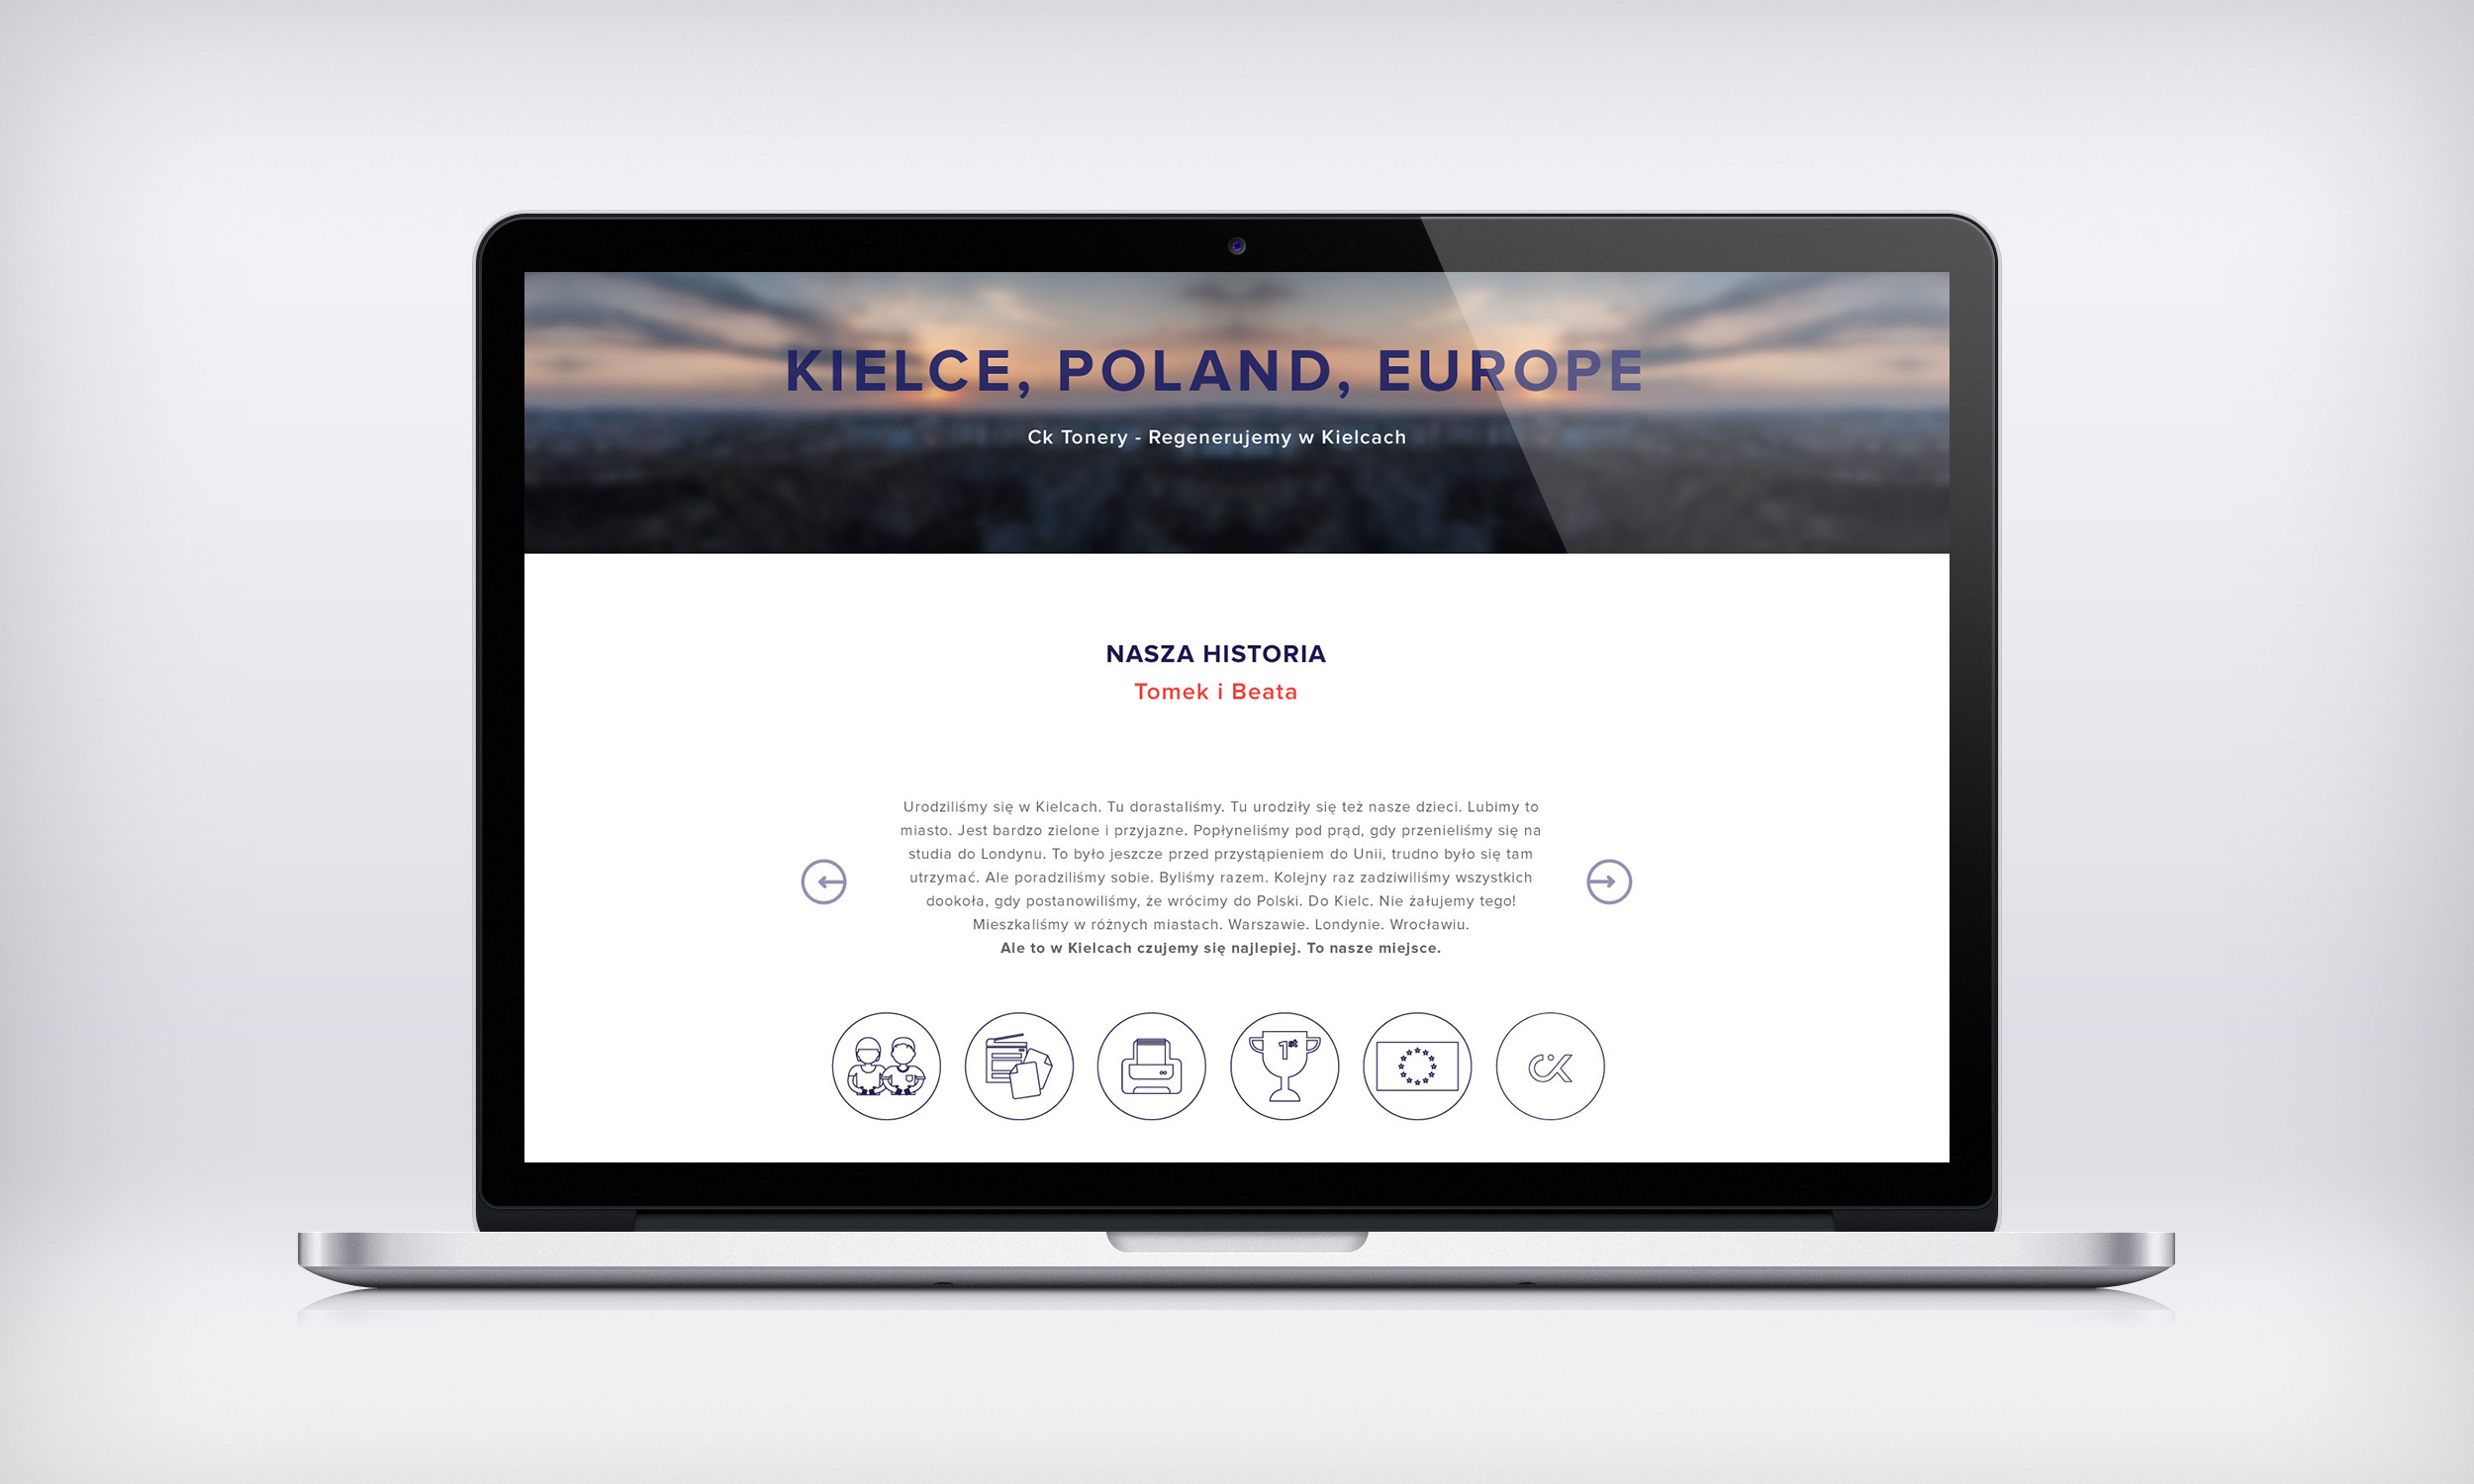 KIELCE, POLAND, EUROPE
Ck Tonery - Regenerujemy w Kielcach
NASZA HISTORIA
Tomek i Beata
Urodziliśmy się w Kielcach. Tu dorastaliśmy. Tu urodziły się też nasze dzieci. Lubimy to
miasto. Jest bardzo zielone i przyjazne. Popłyneliśmy pod prąd, gdy przenieliśmy się na
studia do Londynu. To było jeszcze przed przystąpieniem do Unii, trudno było się tam
utrzymać. Ale poradziliśmy sobie. Byliśmy razem. Kolejny raz zadziwiliśmy wszystkich
dookoła, gdy postanowiliśmy, że wrócimy do Polski. Do Kielc. Nie żałujemy tego!
Mieszkaliśmy w różnych miastach. Warszawie. Londynie. Wrocławiu.
Ale to w Kielcach czujemy się najlepiej. To nasze miejsce.
1st
CK